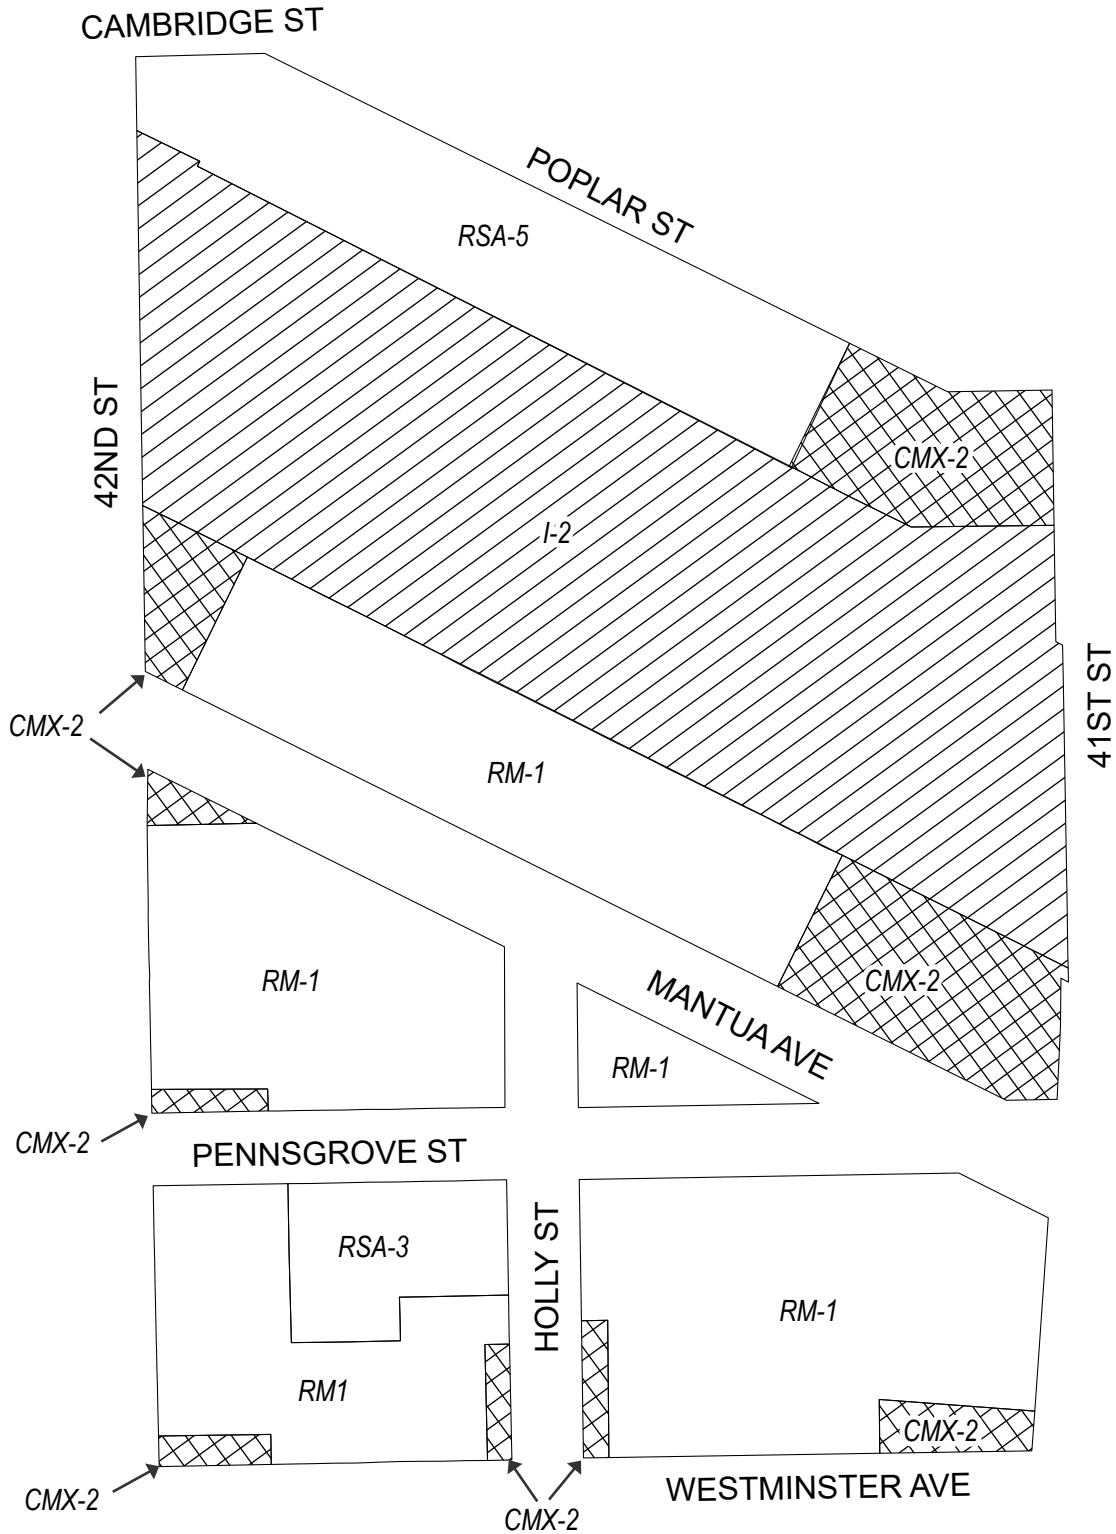 CAMBRIDGE ST
POPLAR ST
RSA-5
42ND ST
CMX-2
I-2
41ST ST
CMX-2
RM-1
RM-1
CMX-2
MANTUA AVE
RM-1
CMX-2
PENNSGROVE ST
RSA-3
HOLLY ST
RM-1
RM1
CMX-2
CMX-2
CMX-2
WESTMINSTER AVE